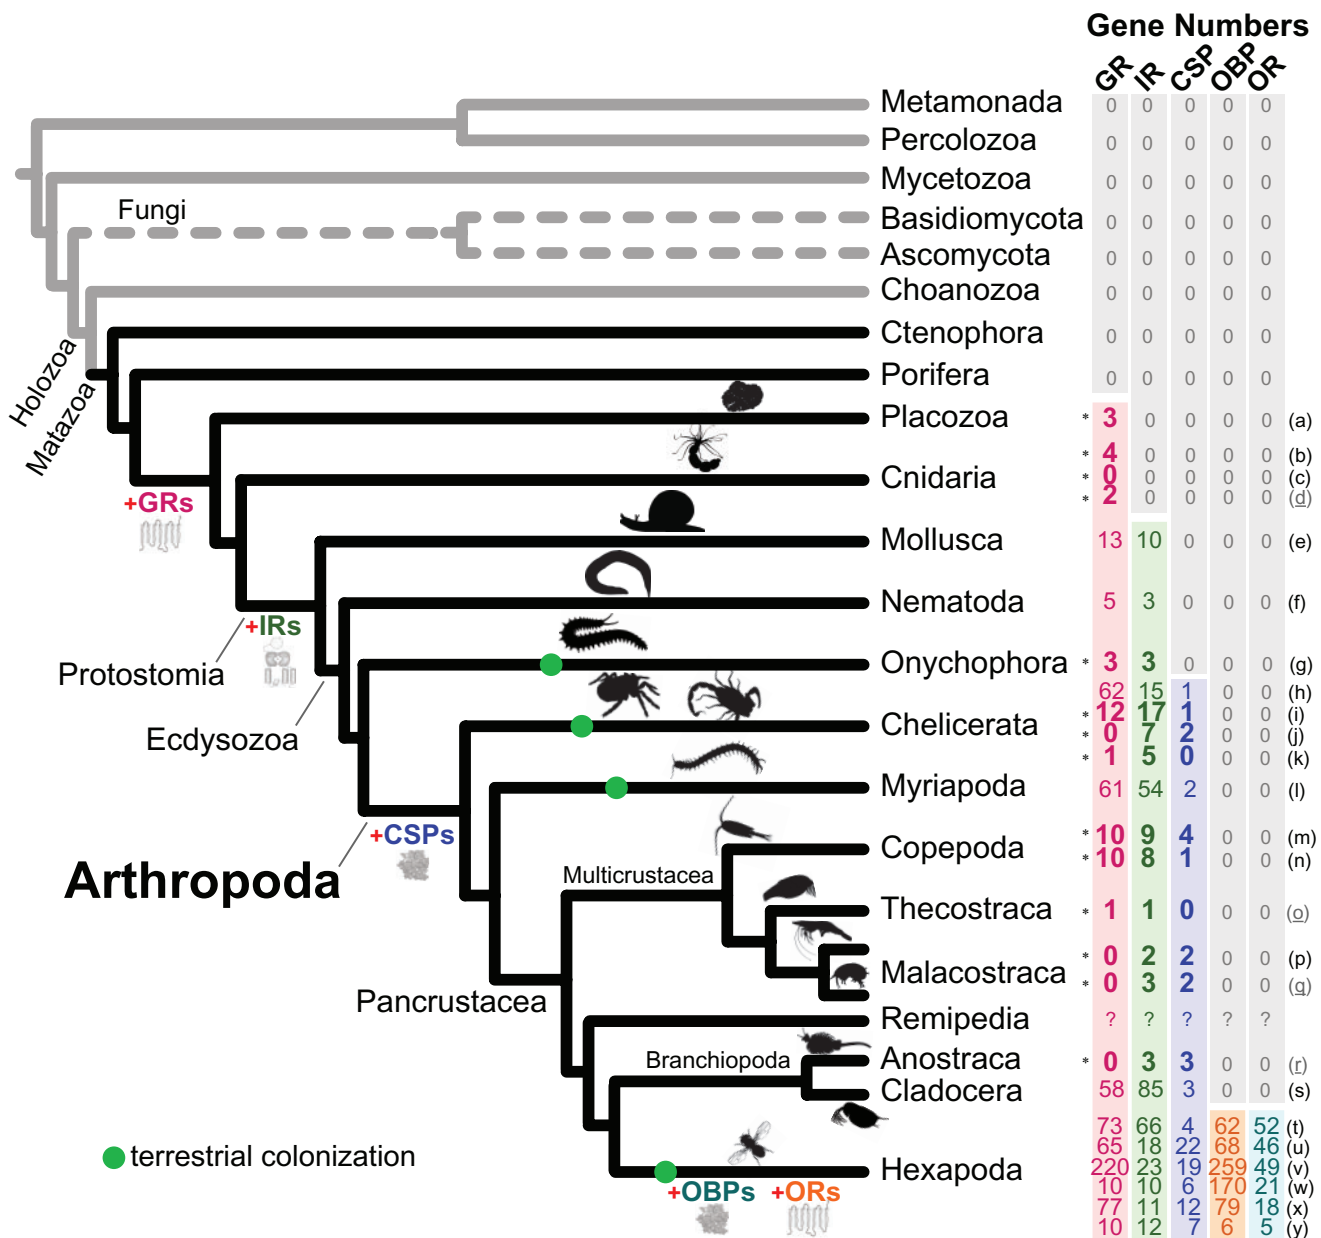 Gene Numbers
GR IR CSP OBP OR
Metamonada 0 0 0 0 0
Percolozoa 0 0 0 0 0
Mycetozoa 0 0 0 0 0
Fungi
Basidiomycota 0 0 0 0 0
Ascomycota 0 0 0 0 0
Choanozoa 0 0 0 0 0
Ctenophora 0 0 0 0 0
Holozoa
Porifera 0 0 0 0 0
Matazoa
Placozoa * 3 0 0 0 0 (a)
* 4 0 0 0 0 (b)
Cnidaria * 0 0 0 0 0 (c)
* 2 0 0 0 0 (d)
+GRs
Mollusca 13 10 0 0 0 (e)
Nematoda 5 3 0 0 0 (f)
+IRs
Protostomia
Onychophora * 3 3 0 0 0 (g)
62 15 1 0 0 (h)
* 12 17 1 0 0 (i)
Chelicerata * 0 7 2 0 0 (j)
Ecdysozoa
* 1 5 0 0 0 (k)
Myriapoda 61 54 2 0 0 (l)
+CSPs
* 10 9 4 0 0 (m)
Copepoda * 10 8 1 0 0 (n)
Arthropoda
Multicrustacea
Thecostraca * 1 1 0 0 0 (o)
* 0 2 2 0 0 (p)
Malacostraca * 0 3 2 0 0 (q)
Pancrustacea
Remipedia ? ? ? ? ?
Branchiopoda
Anostraca * 0 3 3 0 0 (r)
Cladocera 58 85 3 0 0 (s)
73 66 4 62 52 (t)
65 18 22 68 46 (u)
terrestrial colonization
Hexapoda 220 23 19 259 49 (v)
+OBPs +ORs
10 10 6 170 21 (w)
77 11 12 79 18 (x)
10 12 7 6 5 (y)